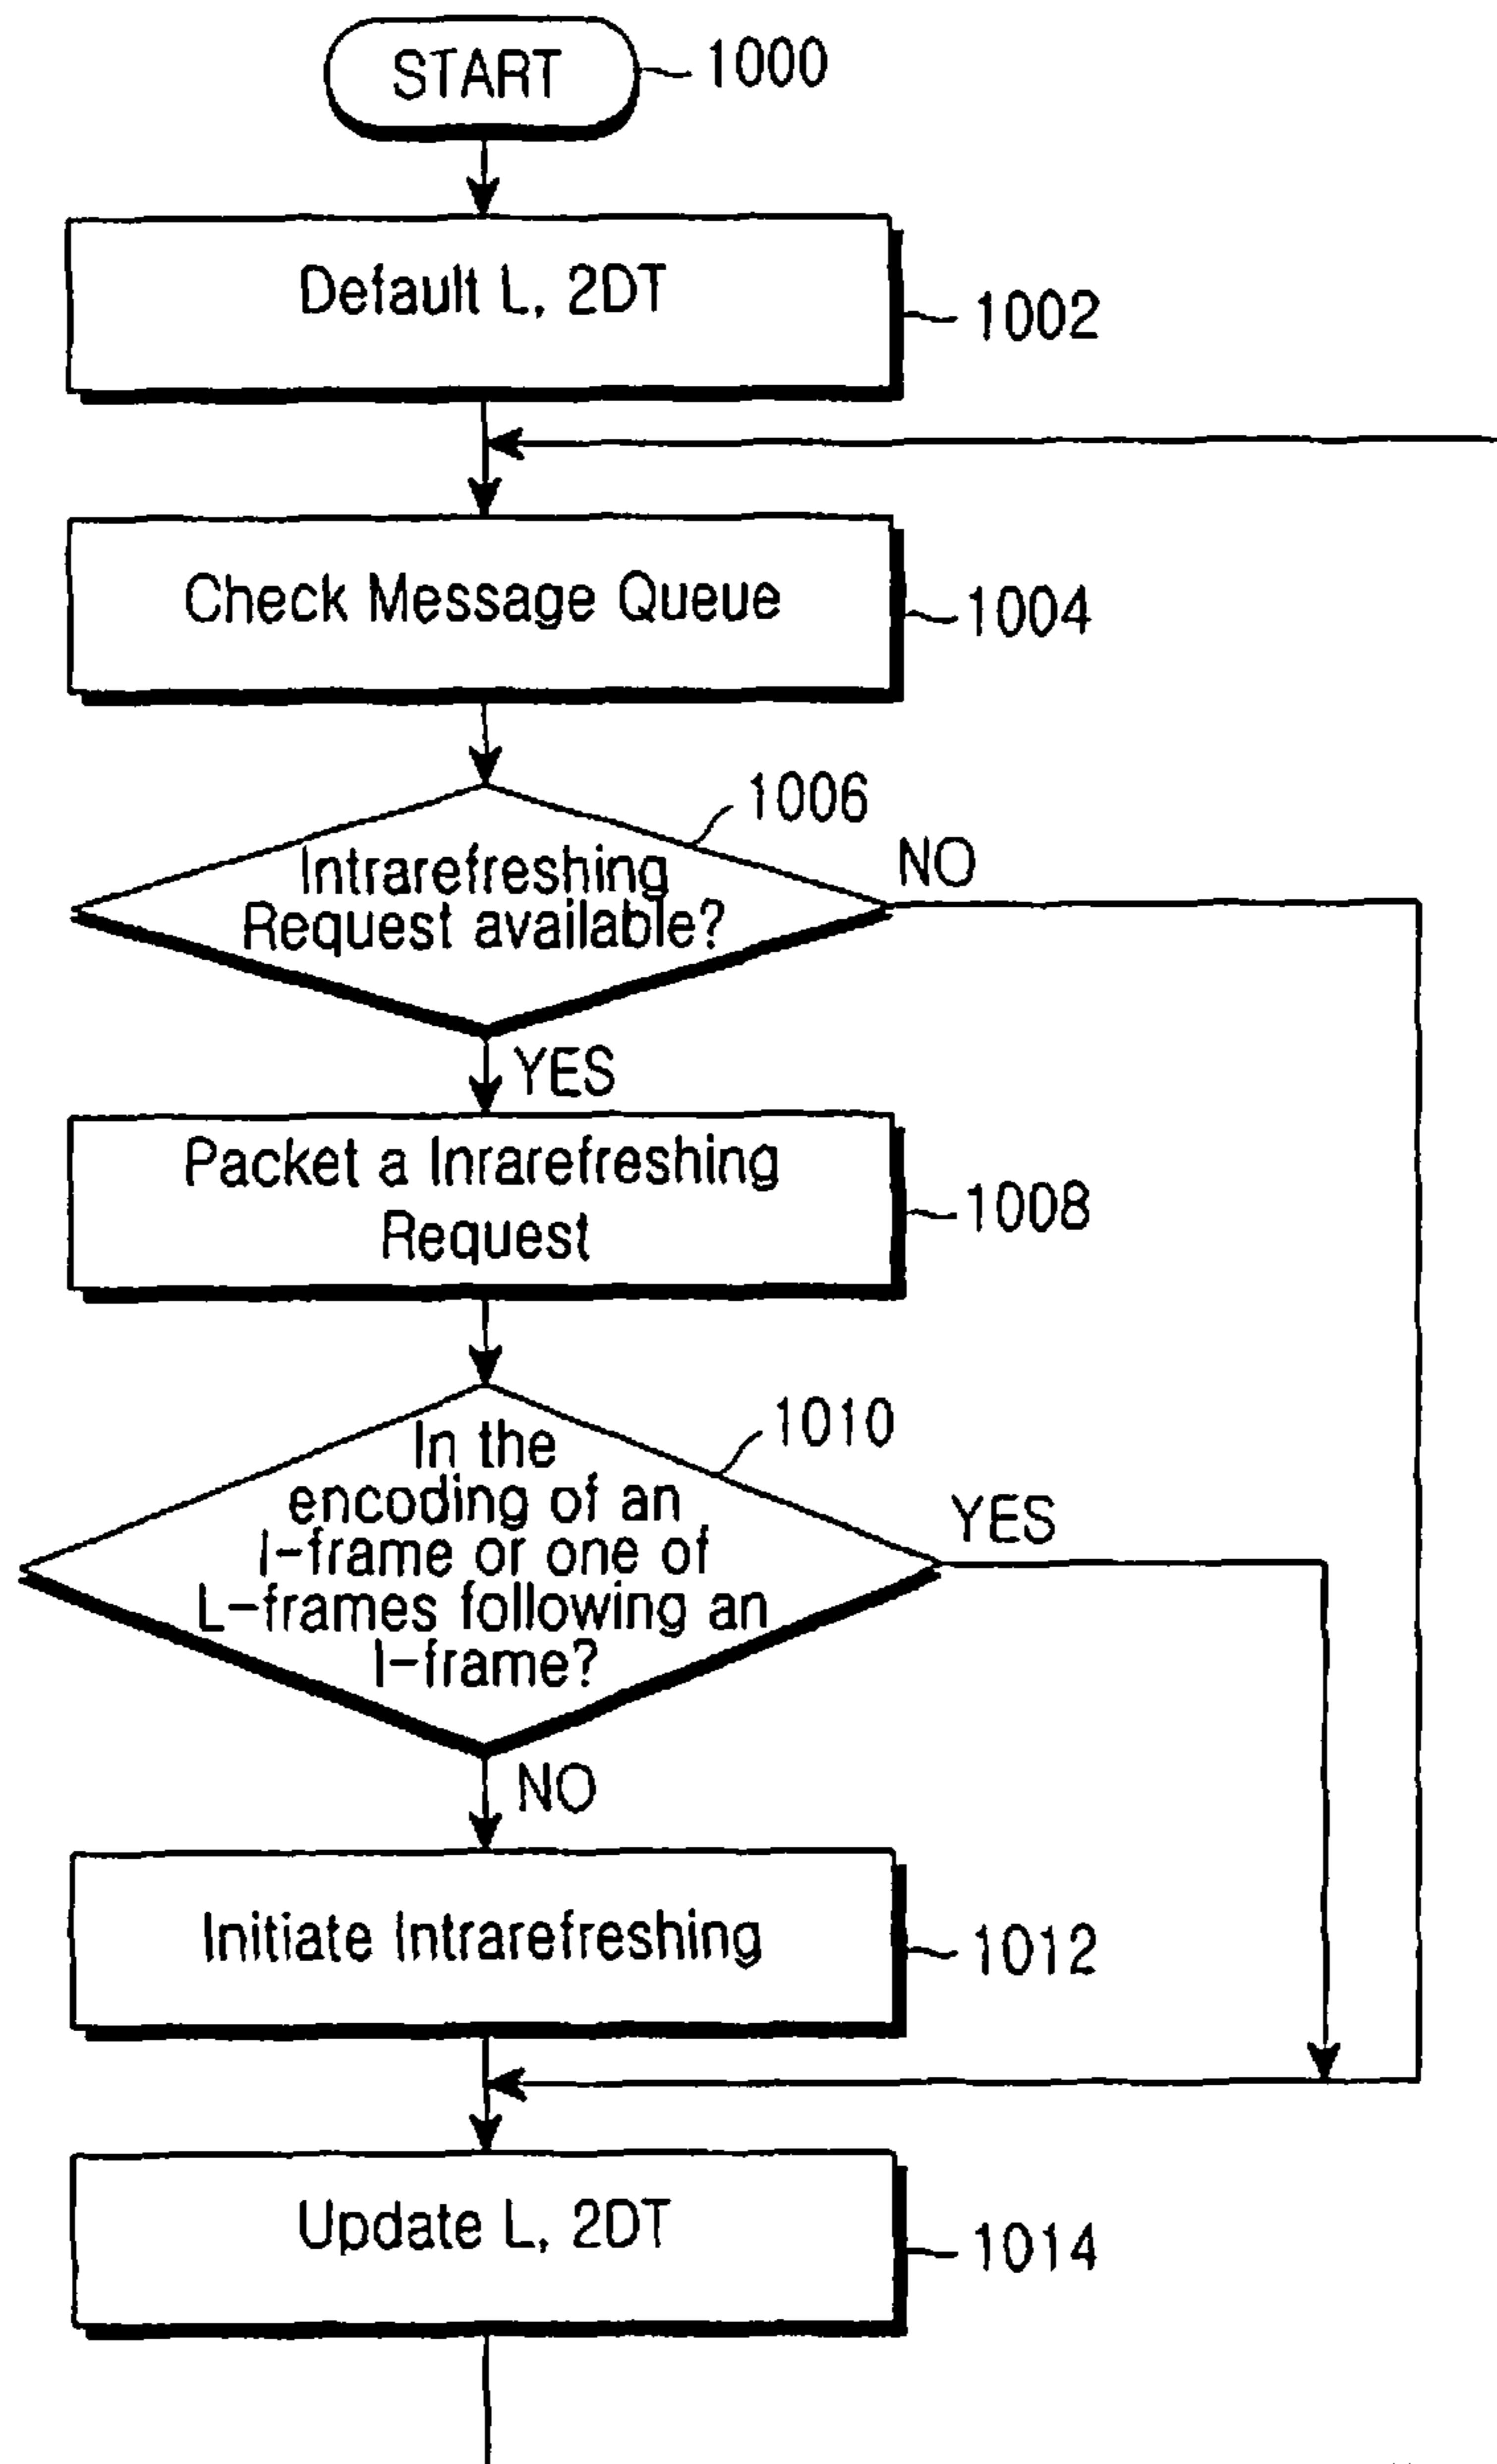 START
1000
Default L, 2DT
1002
Check Message Queue
1004
1006
Intrarefreshing
Request available?
NO
YES
Packet a Inrarefreshing
Request
1008
1010
In the
encoding of an
I-frame or one of
L-frames following an
I-frame?
YES
NO
Initiate Intrarefreshing
1012
Update L, 2DT
1014